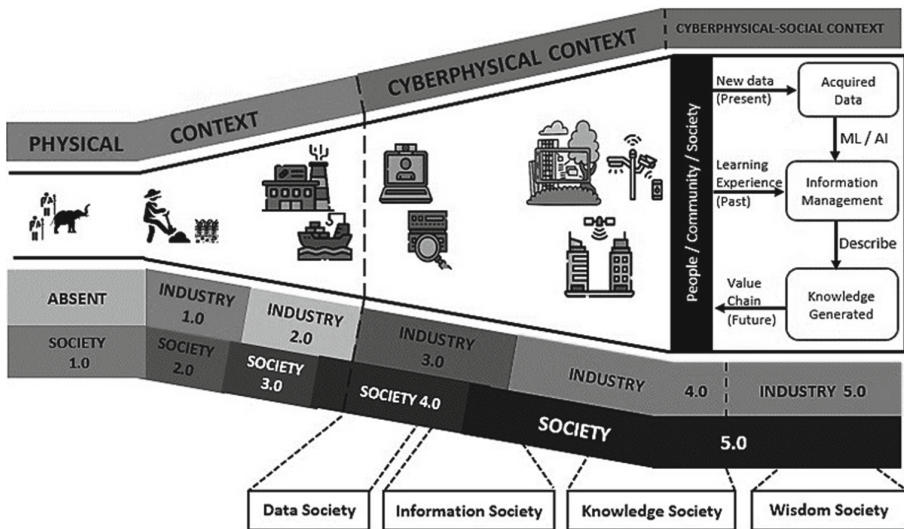 PHYSICAL
CONTEXT
CYBERPHYSICAL CONTEXT
CYBERPHYSICAL-SOCIAL CONTEXT
People / Community / Society
New data
(Present)
Acquired
Data
ML / AI
Learning
Experience
(Past)
Information
Management
Describe
Value
Chain
(Future)
Knowledge
Generated
ABSENT
INDUSTRY
1.0
INDUSTRY
2.0
INDUSTRY
3.0
INDUSTRY
4.0
INDUSTRY 5.0
SOCIETY
1.0
SOCIETY
2.0
SOCIETY
3.0
SOCIETY 4.0
SOCIETY
5.0
Data Society
Information Society
Knowledge Society
Wisdom Society